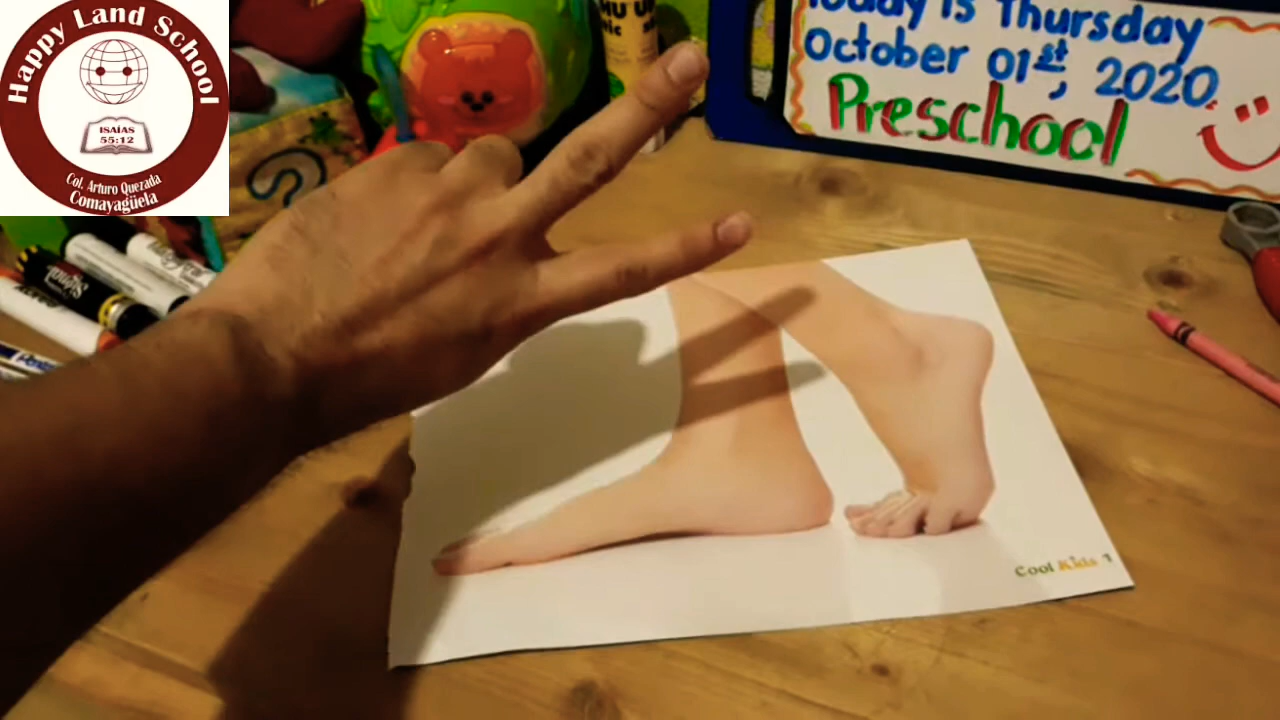 Happy Land School
ISAÍAS
55:12
Col. Arturo Quezada
Comayagüela
Today is Thursday
October 01st, 2020
Preschool
Cool Kids 1